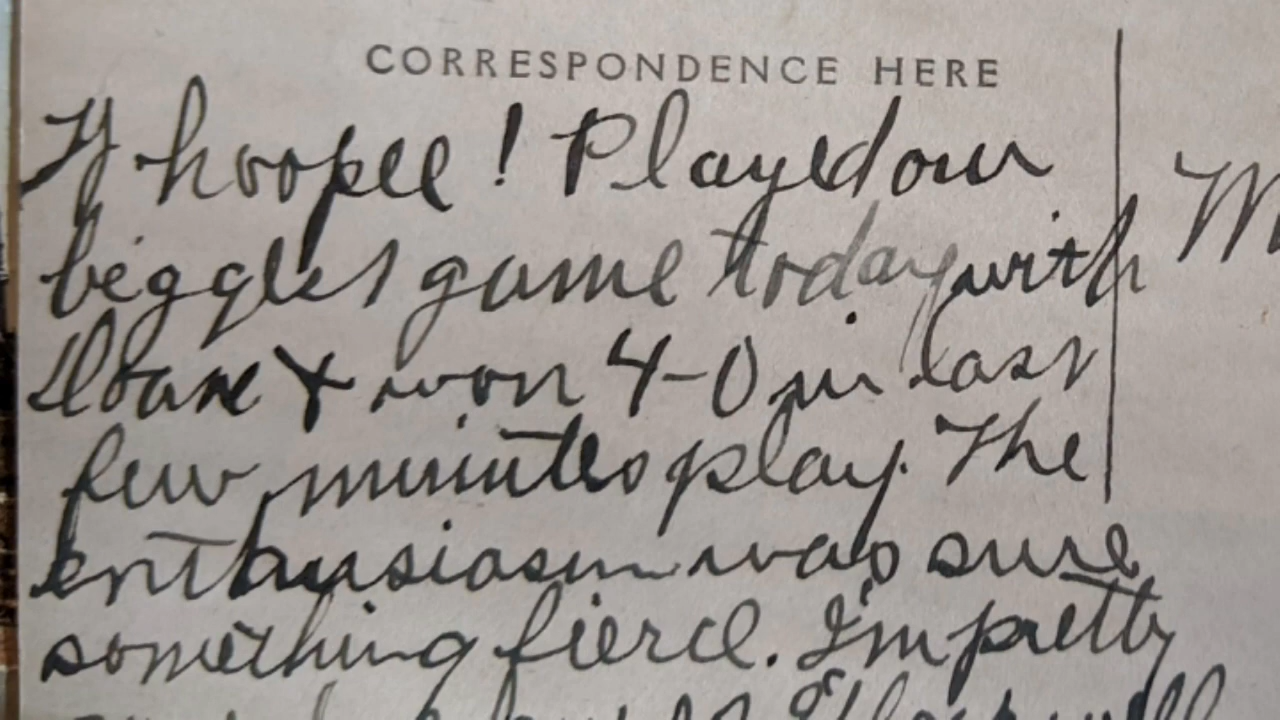 CORRESPONDENCE HERE
Whoopee! Played our
biggest game today with
Doane & won 4-0 in last
few minutes play. The
enthusiasm was sure
something fierce. I'm pretty